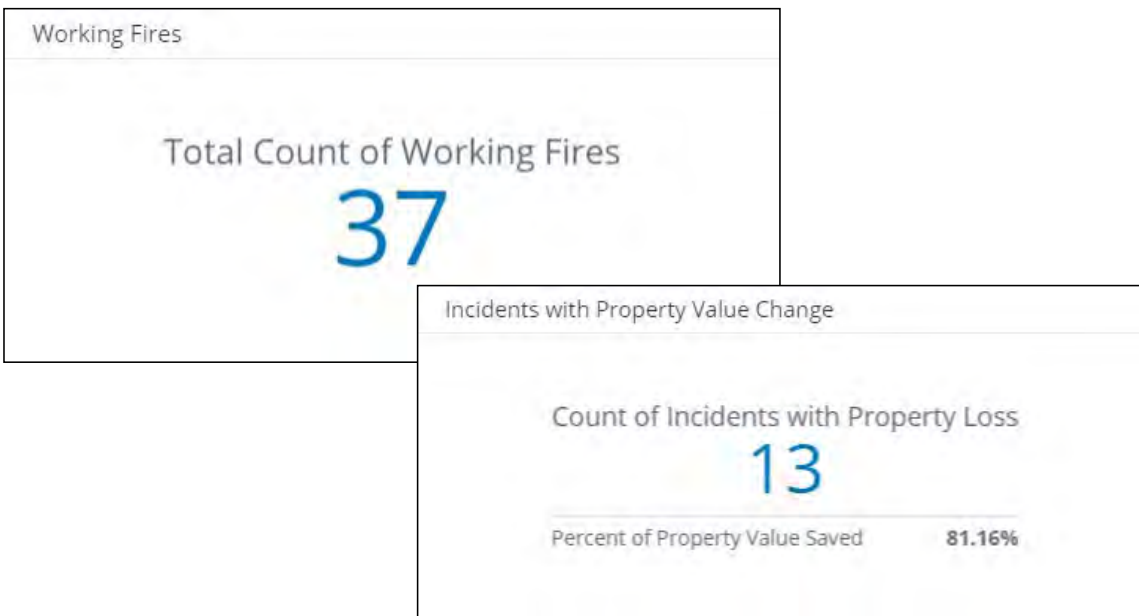 Working Fires
Total Count of Working Fires
37
Incidents with Property Value Change
Count of Incidents with Property Loss
13
Percent of Property Value Saved 81.16%